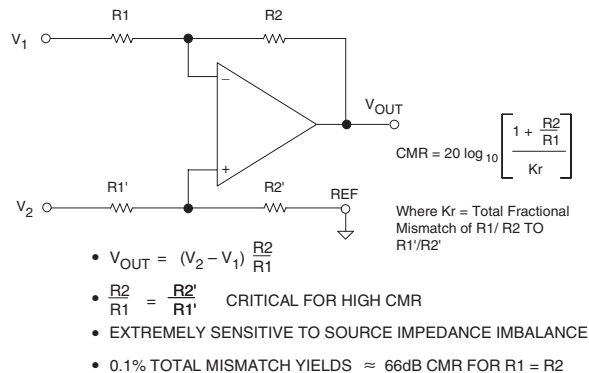 R1 R2
V1
VOUT
CMR = 20 log10 [ 1 + R2/R1 / Kr ]
R1' R2' REF
V2
Where Kr = Total Fractional
Mismatch of R1/ R2 TO
R1'/R2'
• VOUT = (V2 – V1) R2/R1
• R2/R1 = R2'/R1' CRITICAL FOR HIGH CMR
• EXTREMELY SENSITIVE TO SOURCE IMPEDANCE IMBALANCE
• 0.1% TOTAL MISMATCH YIELDS ≈ 66dB CMR FOR R1 = R2